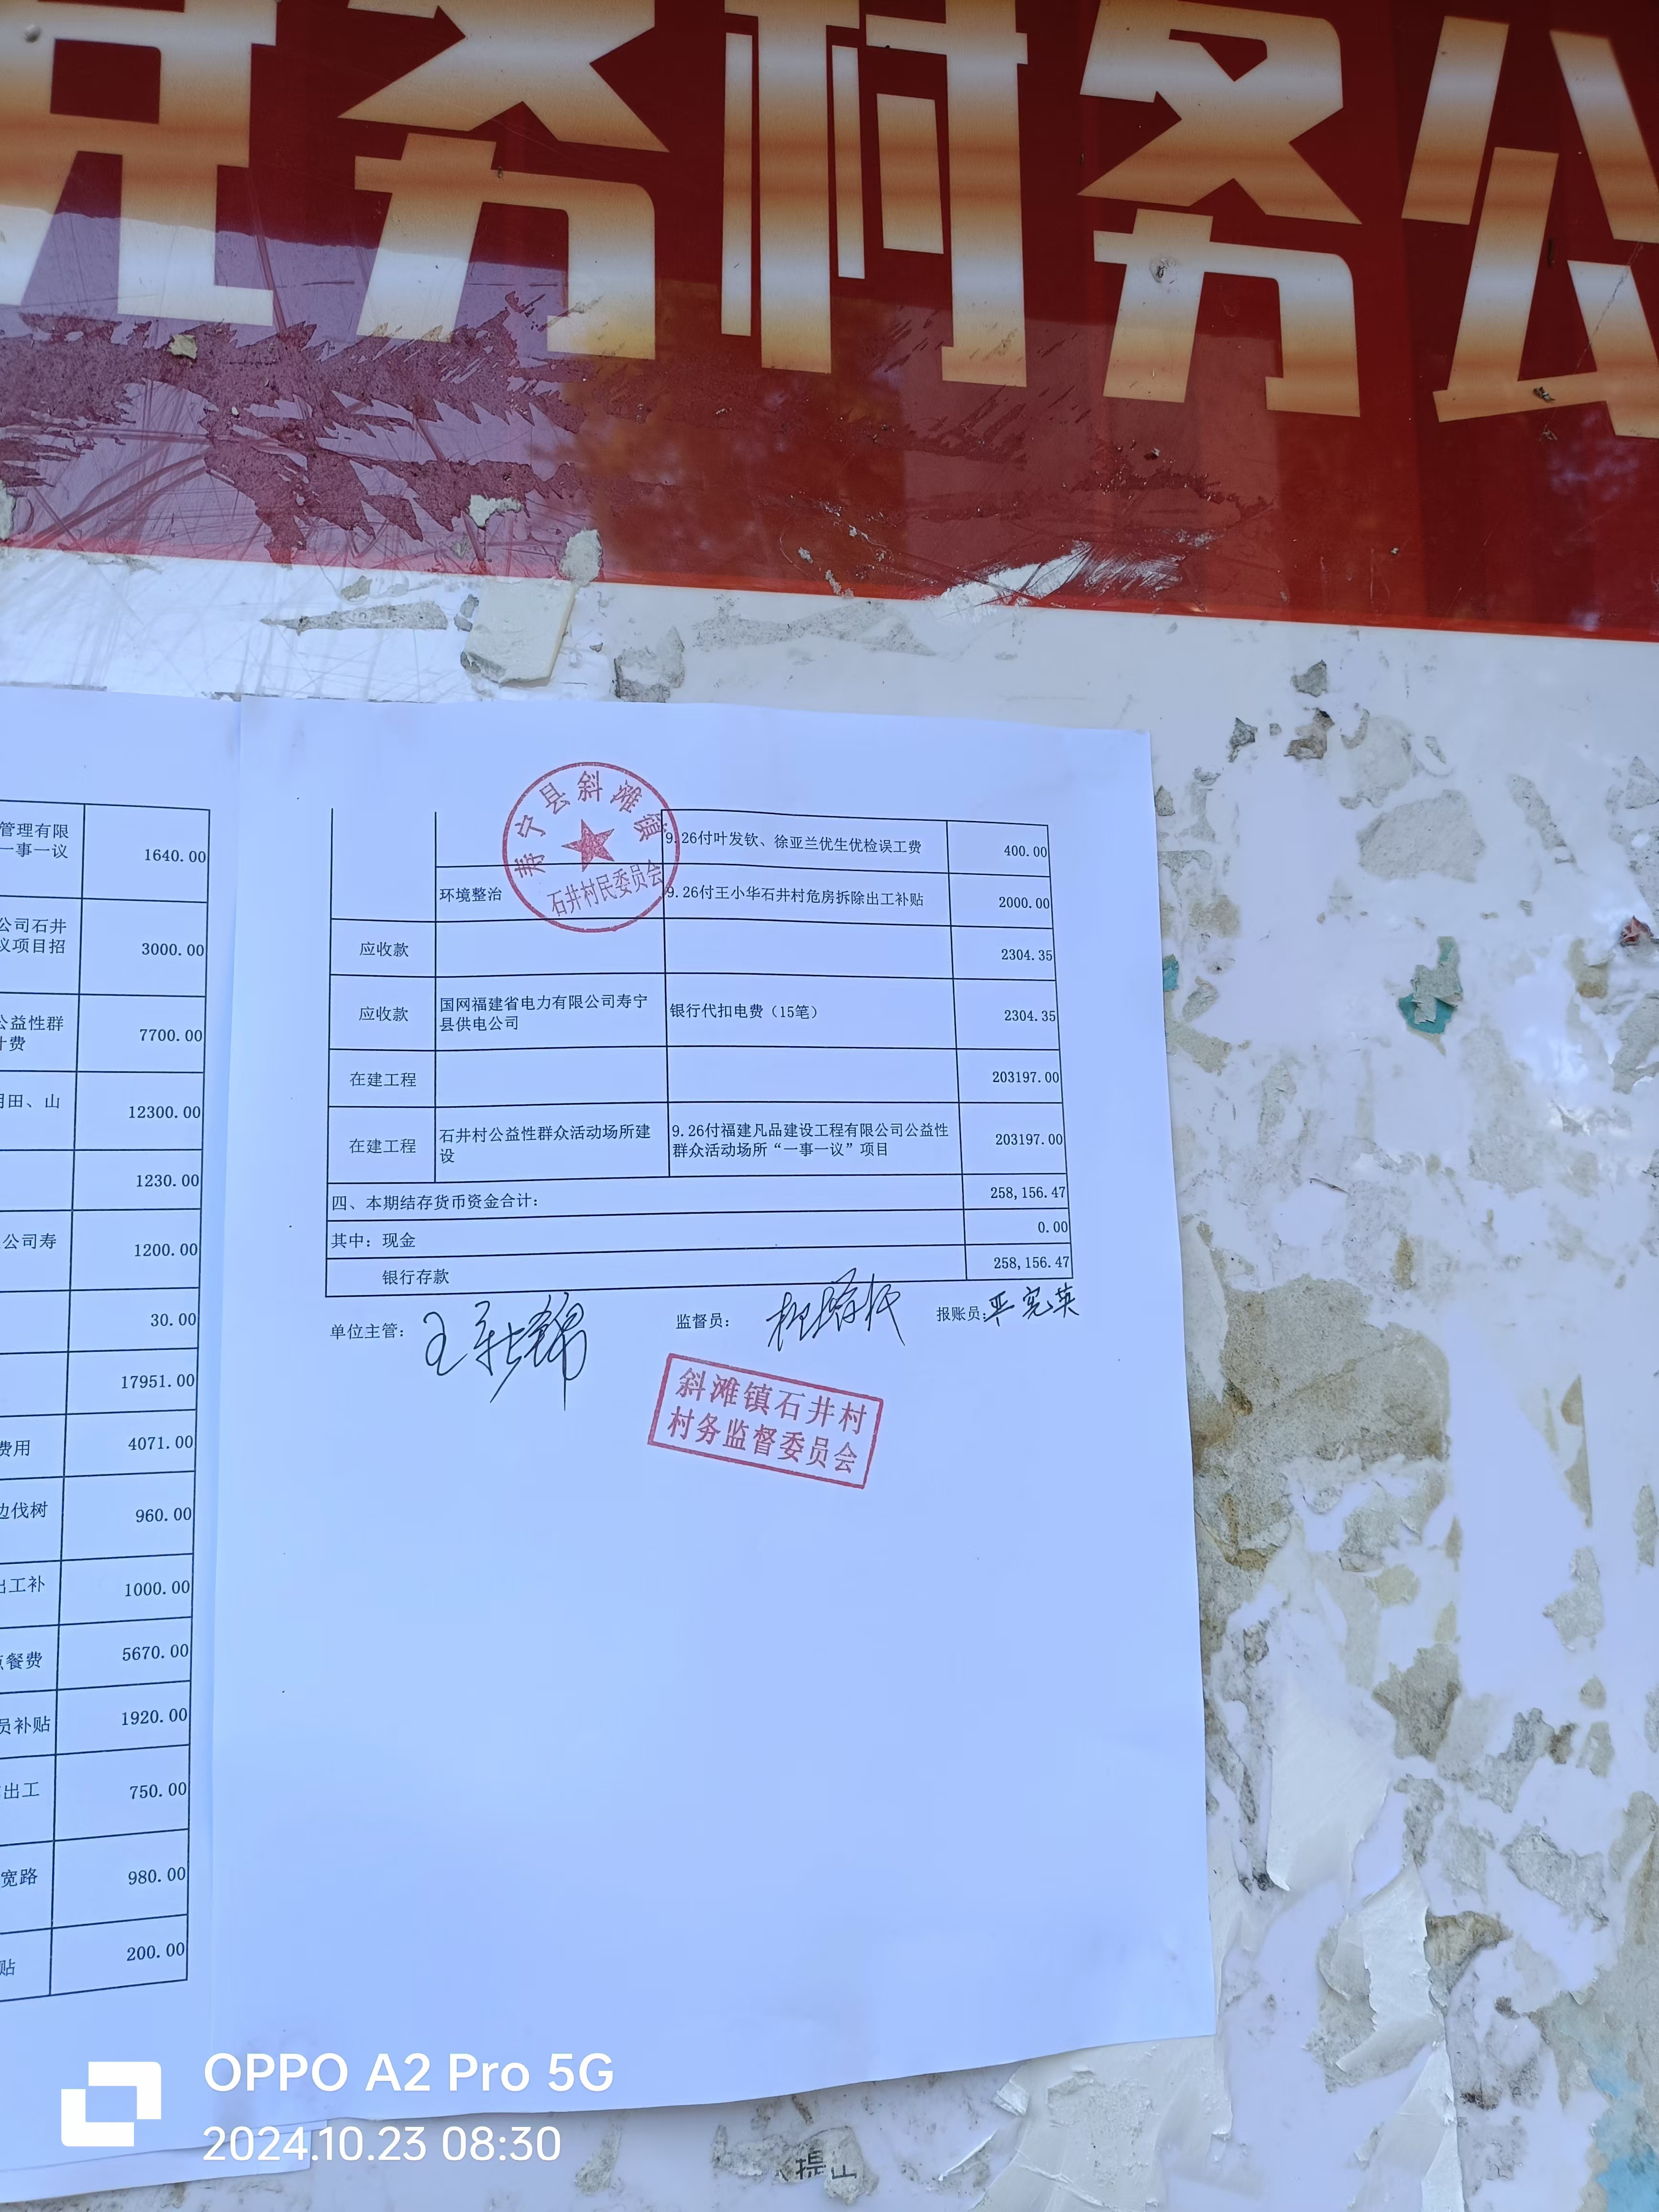 务村务公
管理有限
一事一议
1640.00
公司石井
议项目招
3000.00
公益性群
计费
7700.00
田、山
12300.00
1230.00
公司寿
1200.00
30.00
17951.00
费用
4071.00
边伐树
960.00
出工补
1000.00
餐费
5670.00
员补贴
1920.00
出工
750.00
宽路
980.00
贴
200.00
寿宁县斜滩镇
石井村民委员会
9.26付叶发钦、徐亚兰优生优检误工费 400.00
环境整治 9.26付王小华石井村危房拆除出工补贴 2000.00
应收款 2304.35
应收款 国网福建省电力有限公司寿宁
县供电公司 银行代扣电费（15笔） 2304.35
在建工程 203197.00
在建工程 石井村公益性群众活动场所建
设 9.26付福建凡品建设工程有限公司公益性
群众活动场所“一事一议”项目 203197.00
四、本期结存货币资金合计： 258,156.47
其中：现金 0.00
银行存款 258,156.47
单位主管： 监督员： 报账员：
斜滩镇石井村
村务监督委员会
OPPO A2 Pro 5G
2024.10.23 08:30